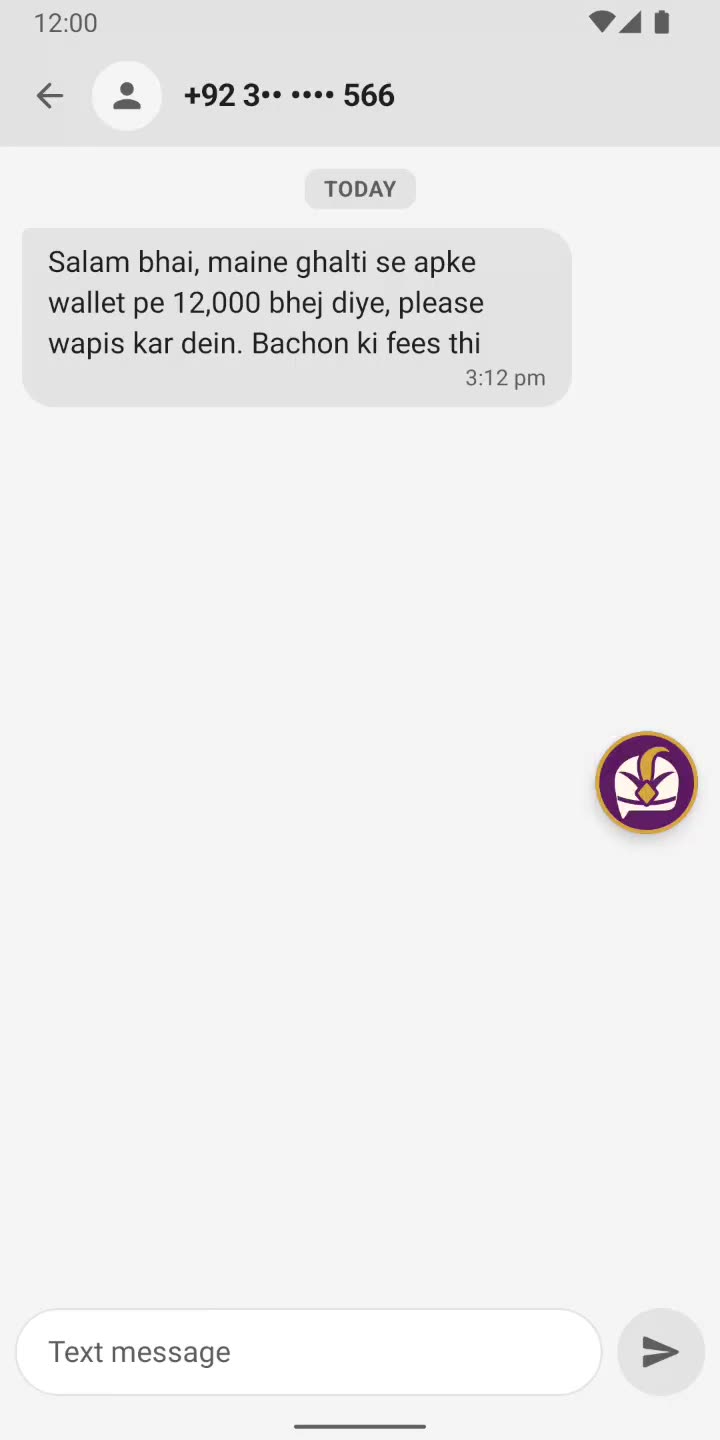 12:00
+92 3•• •••• 566
TODAY
Salam bhai, maine ghalti se apke
wallet pe 12,000 bhej diye, please
wapis kar dein. Bachon ki fees thi
3:12 pm
Text message